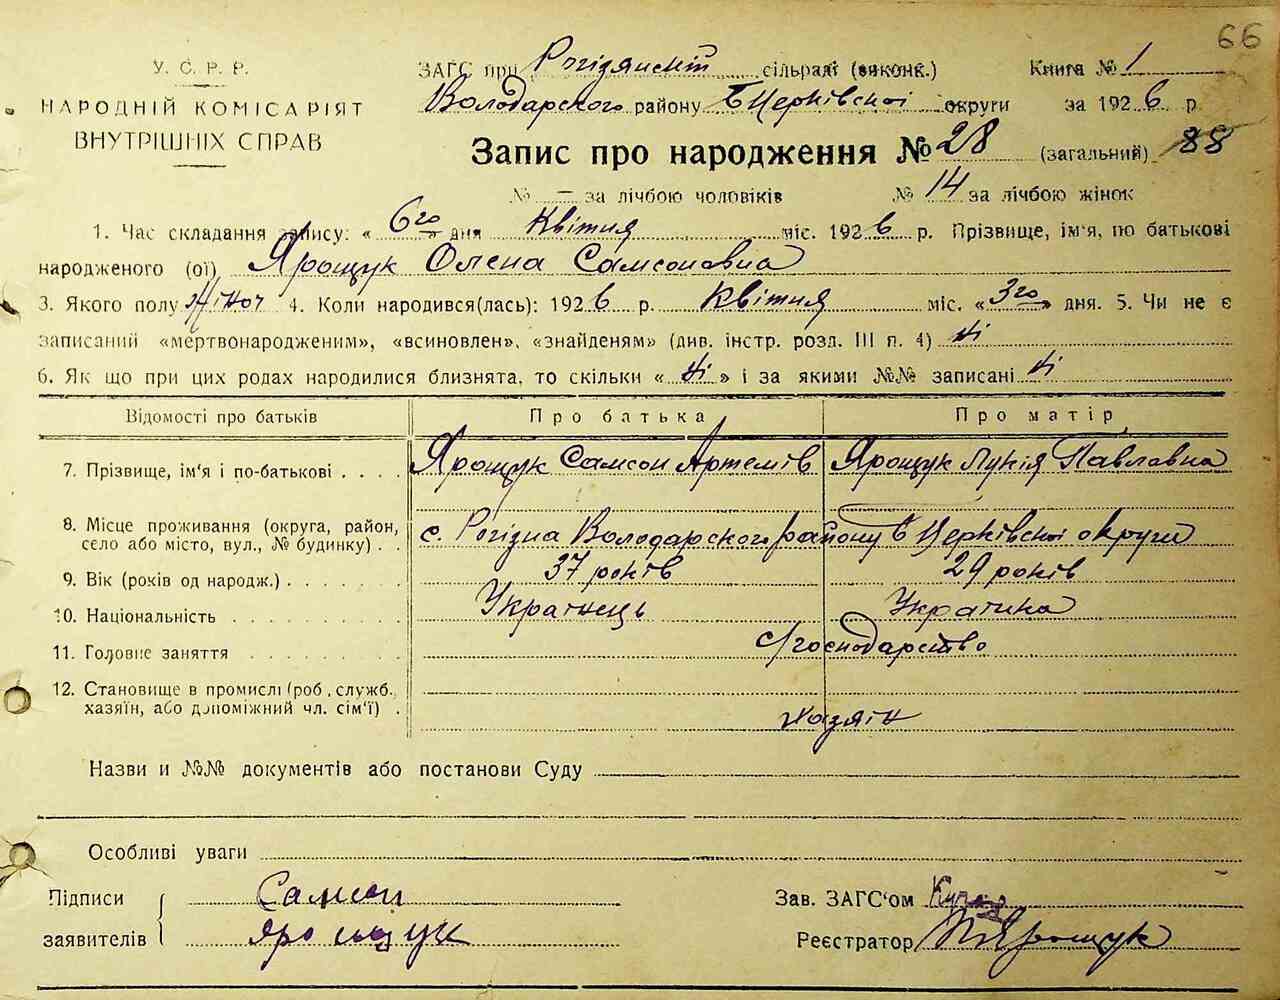 66
У. С. Р. Р.
НАРОДНІЙ КОМІСАРІЯТ
ВНУТРІШНІХ СПРАВ
ЗАГС при Рогізянскій сільраді (виконк.) Книга № 1
Володарского району Б Церківської округи за 1926 р.
Запис про народження № 28 (загальний) 88
№ — за лічбою чоловіків № 14 за лічбою жінок
1. Час складання запису: « 6го » дня Квітня міс. 1926 р. Прізвище, ім'я, по батькові
народженого (ої) Ярощук Олена Самсоновна
3. Якого полу Жіноч 4. Коли народився(лась): 1926 р. Квітня міс. « 3го » дня. 5. Чи не є
записаний «мертвонародженим», «всиновлен», «знайденям» (див. інстр. розд. III п. 4) Ні
6. Як що при цих родах народилися близнята, то скільки « Ні » і за якими №№ записані Ні
Відомості про батьків Про батька Про матір
7. Прізвище, ім'я і по-батькові . . . . Ярощук Самсон Артемів Ярощук Лукія Павловна
8. Місце проживання (округа, район,
село або місто, вул., № будинку) . . с. Рогізна Володарского району Б Церківської округи
9. Вік (років од народж.) . . . . . . . 37 років 29 років
10. Національність . . . . . . . . . . Українець Українка
11. Головне заняття . . . . . . . С/господарство
12. Становище в промислі (роб., служб.,
хазяїн, або допоміжний чл. сім'ї) . хазяїн
Назви и №№ документів або постанови Суду
Особливі уваги
Підписи Самсон Зав. ЗАГС'ом
заявителів Ярощук Реєстратор Ярощук